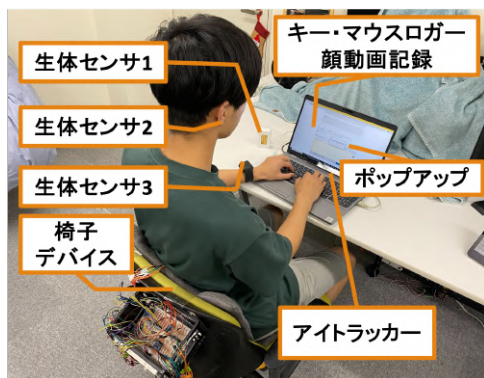 生体センサ1
キー・マウスロガー
顔動画記録
生体センサ2
生体センサ3
ポップアップ
椅子
デバイス
アイトラッカー